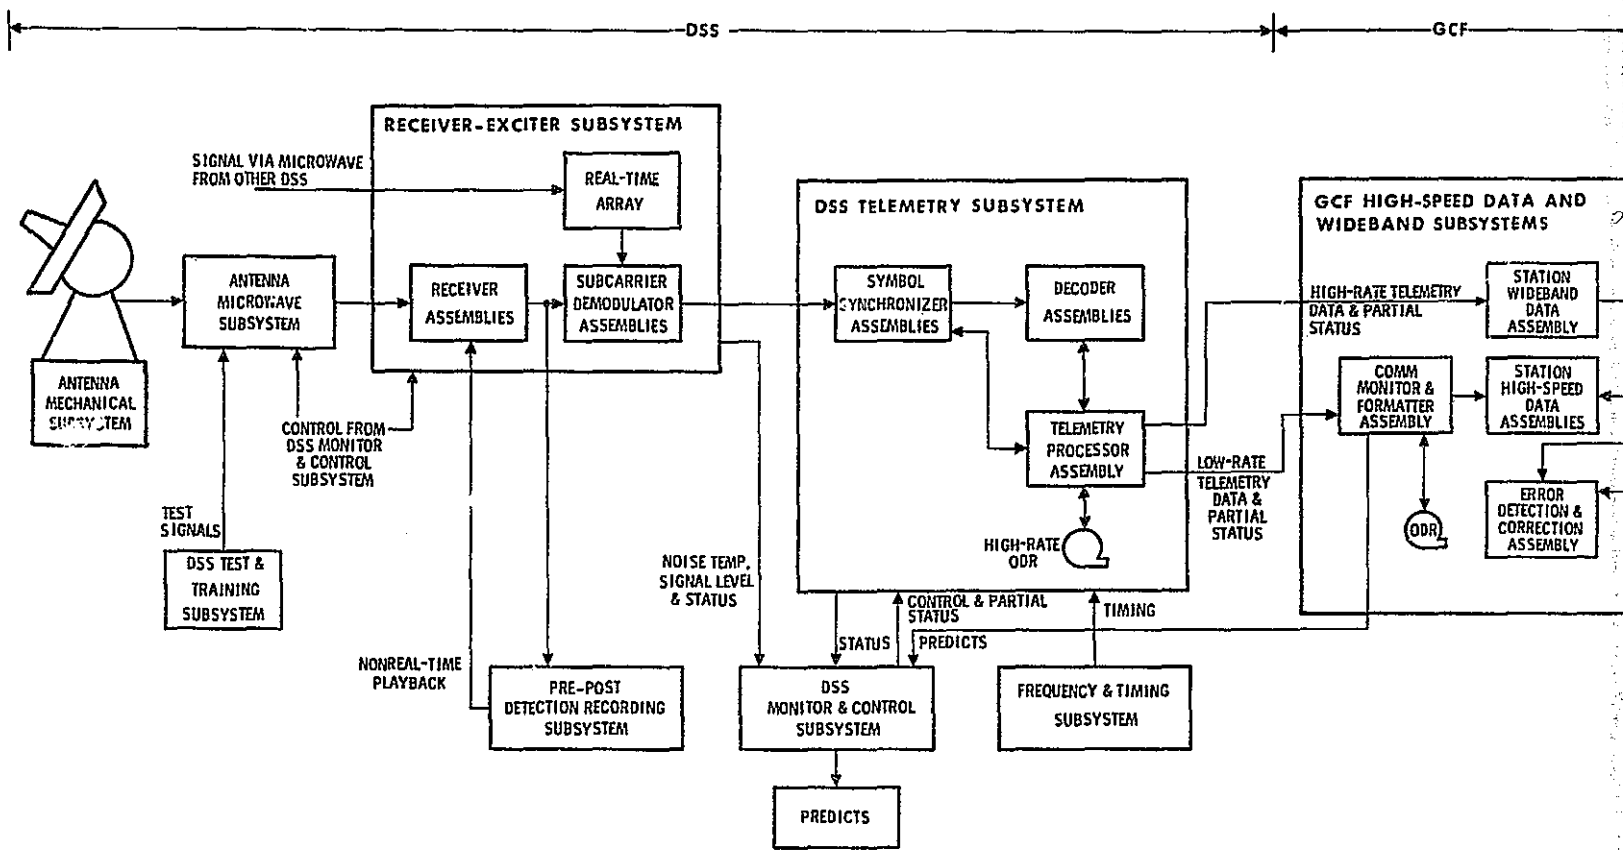 DSS
GCF
RECEIVER-EXCITER SUBSYSTEM
SIGNAL VIA MICROWAVE
FROM OTHER DSS
REAL-TIME
ARRAY
DSS TELEMETRY SUBSYSTEM
GCF HIGH-SPEED DATA AND
WIDEBAND SUBSYSTEMS
ANTENNA
MICROWAVE
SUBSYSTEM
RECEIVER
ASSEMBLIES
SUBCARRIER
DEMODULATOR
ASSEMBLIES
SYMBOL
SYNCHRONIZER
ASSEMBLIES
DECODER
ASSEMBLIES
HIGH-RATE TELEMETRY
DATA & PARTIAL
STATUS
STATION
WIDEBAND
DATA
ASSEMBLY
ANTENNA
MECHANICAL
SUBSYSTEM
CONTROL FROM
DSS MONITOR
& CONTROL
SUBSYSTEM
TELEMETRY
PROCESSOR
ASSEMBLY
COMM
MONITOR &
FORMATTER
ASSEMBLY
STATION
HIGH-SPEED
DATA
ASSEMBLIES
LOW-RATE
TELEMETRY
DATA &
PARTIAL
STATUS
TEST
SIGNALS
ODR
ERROR
DETECTION &
CORRECTION
ASSEMBLY
DSS TEST &
TRAINING
SUBSYSTEM
NOISE TEMP.
SIGNAL LEVEL
& STATUS
HIGH-RATE
ODR
STATUS
CONTROL & PARTIAL
STATUS
PREDICTS
TIMING
NONREAL-TIME
PLAYBACK
PRE-POST
DETECTION RECORDING
SUBSYSTEM
DSS
MONITOR & CONTROL
SUBSYSTEM
FREQUENCY & TIMING
SUBSYSTEM
PREDICTS